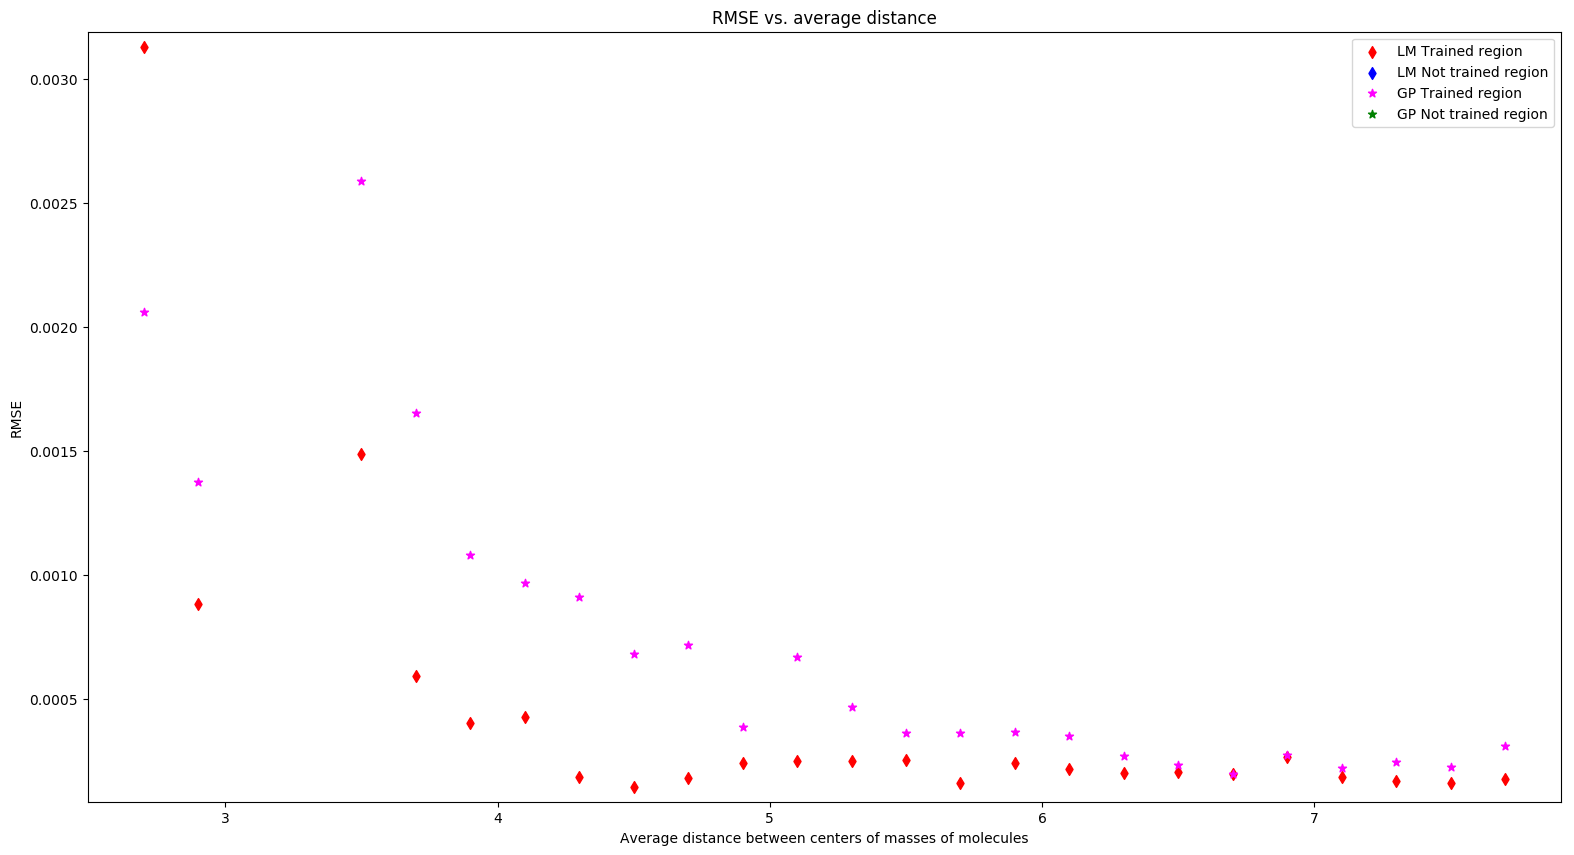 RMSE vs. average distance
LM Trained region
LM Not trained region
GP Trained region
GP Not trained region
0.0030
0.0025
0.0020
0.0015
0.0010
0.0005
RMSE
3 4 5 6 7
Average distance between centers of masses of molecules